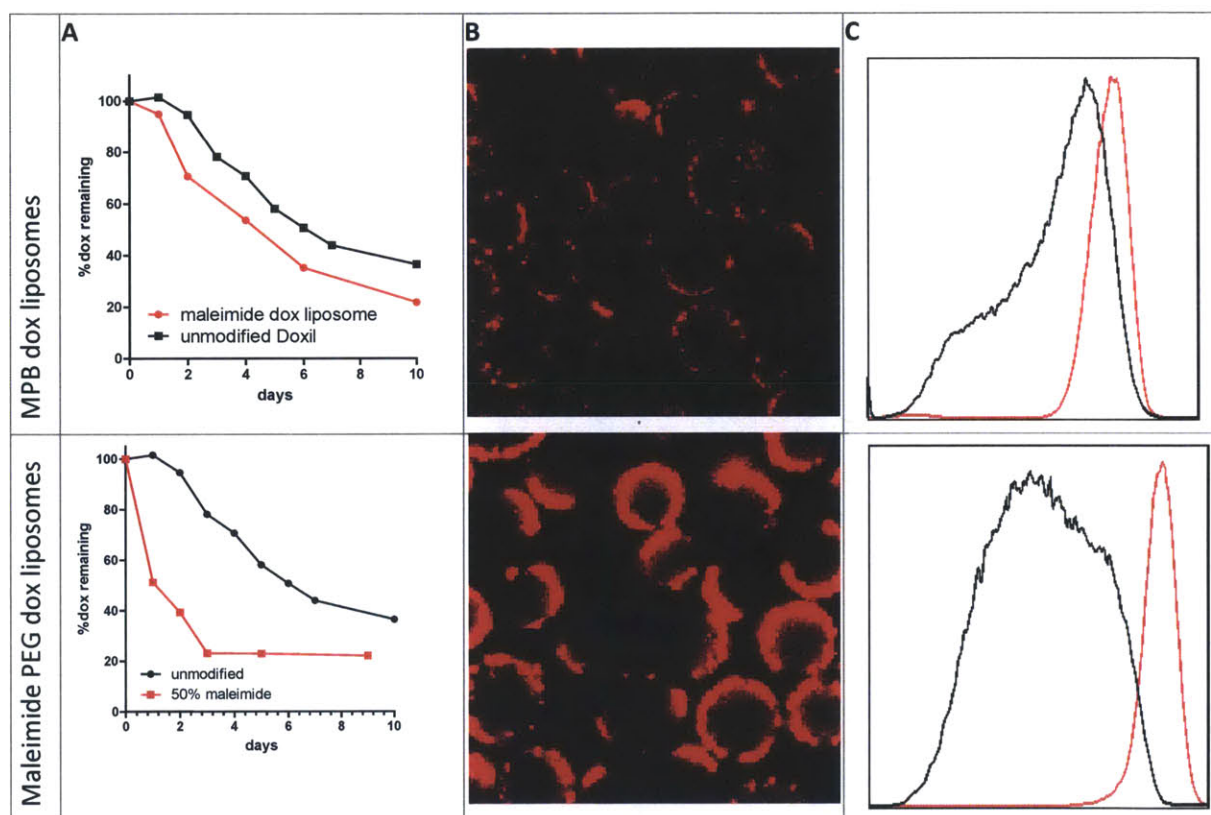 A
B
C
MPB dox liposomes
%dox remaining
100
80
60
40
20
0
maleimide dox liposome
unmodified Doxil
0
2
4
6
8
10
days
Maleimide PEG dox liposomes
%dox remaining
100
80
60
40
20
0
unmodified
50% maleimide
0
2
4
6
8
10
days